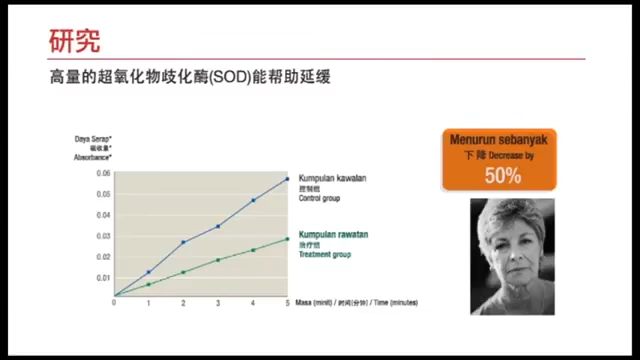 研究
高量的超氧化物歧化酶(SOD)能帮助延缓
Daya Serap*
吸收量*
Absorbance*
0.06
0.05
0.04
0.03
0.02
0.01
0
1
2
3
4
5
Masa (minit) / 时间(分钟) / Time (minutes)
Kumpulan kawalan
控制组
Control group
Kumpulan rawatan
治疗组
Treatment group
Menurun sebanyak
下 降 Decrease by
50%